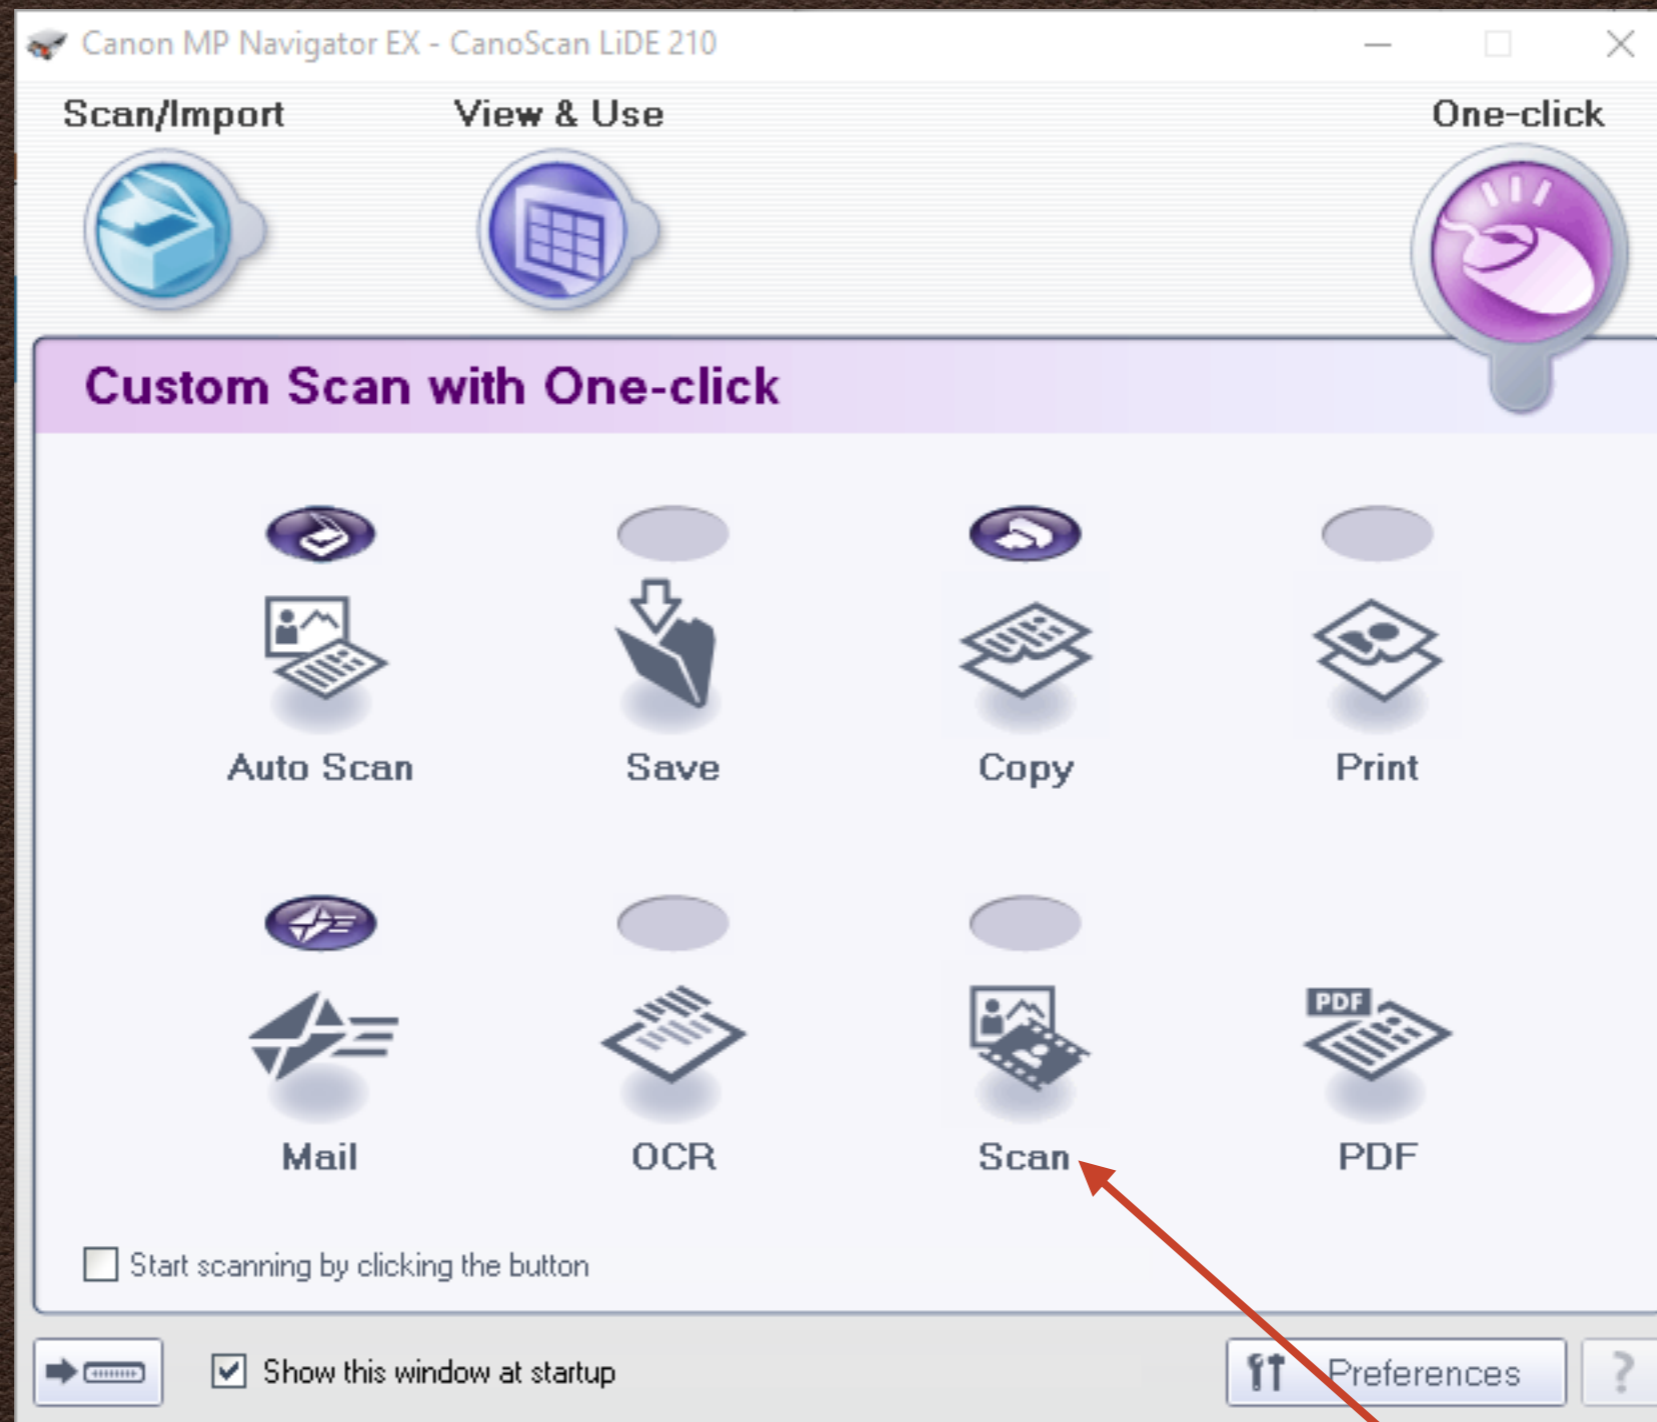 Canon MP Navigator EX - CanoScan LiDE 210
Scan/Import View & Use One-click
Custom Scan with One-click
Auto Scan Save Copy Print
PDF
Mail OCR Scan PDF
Start scanning by clicking the button
Show this window at startup Preferences ?